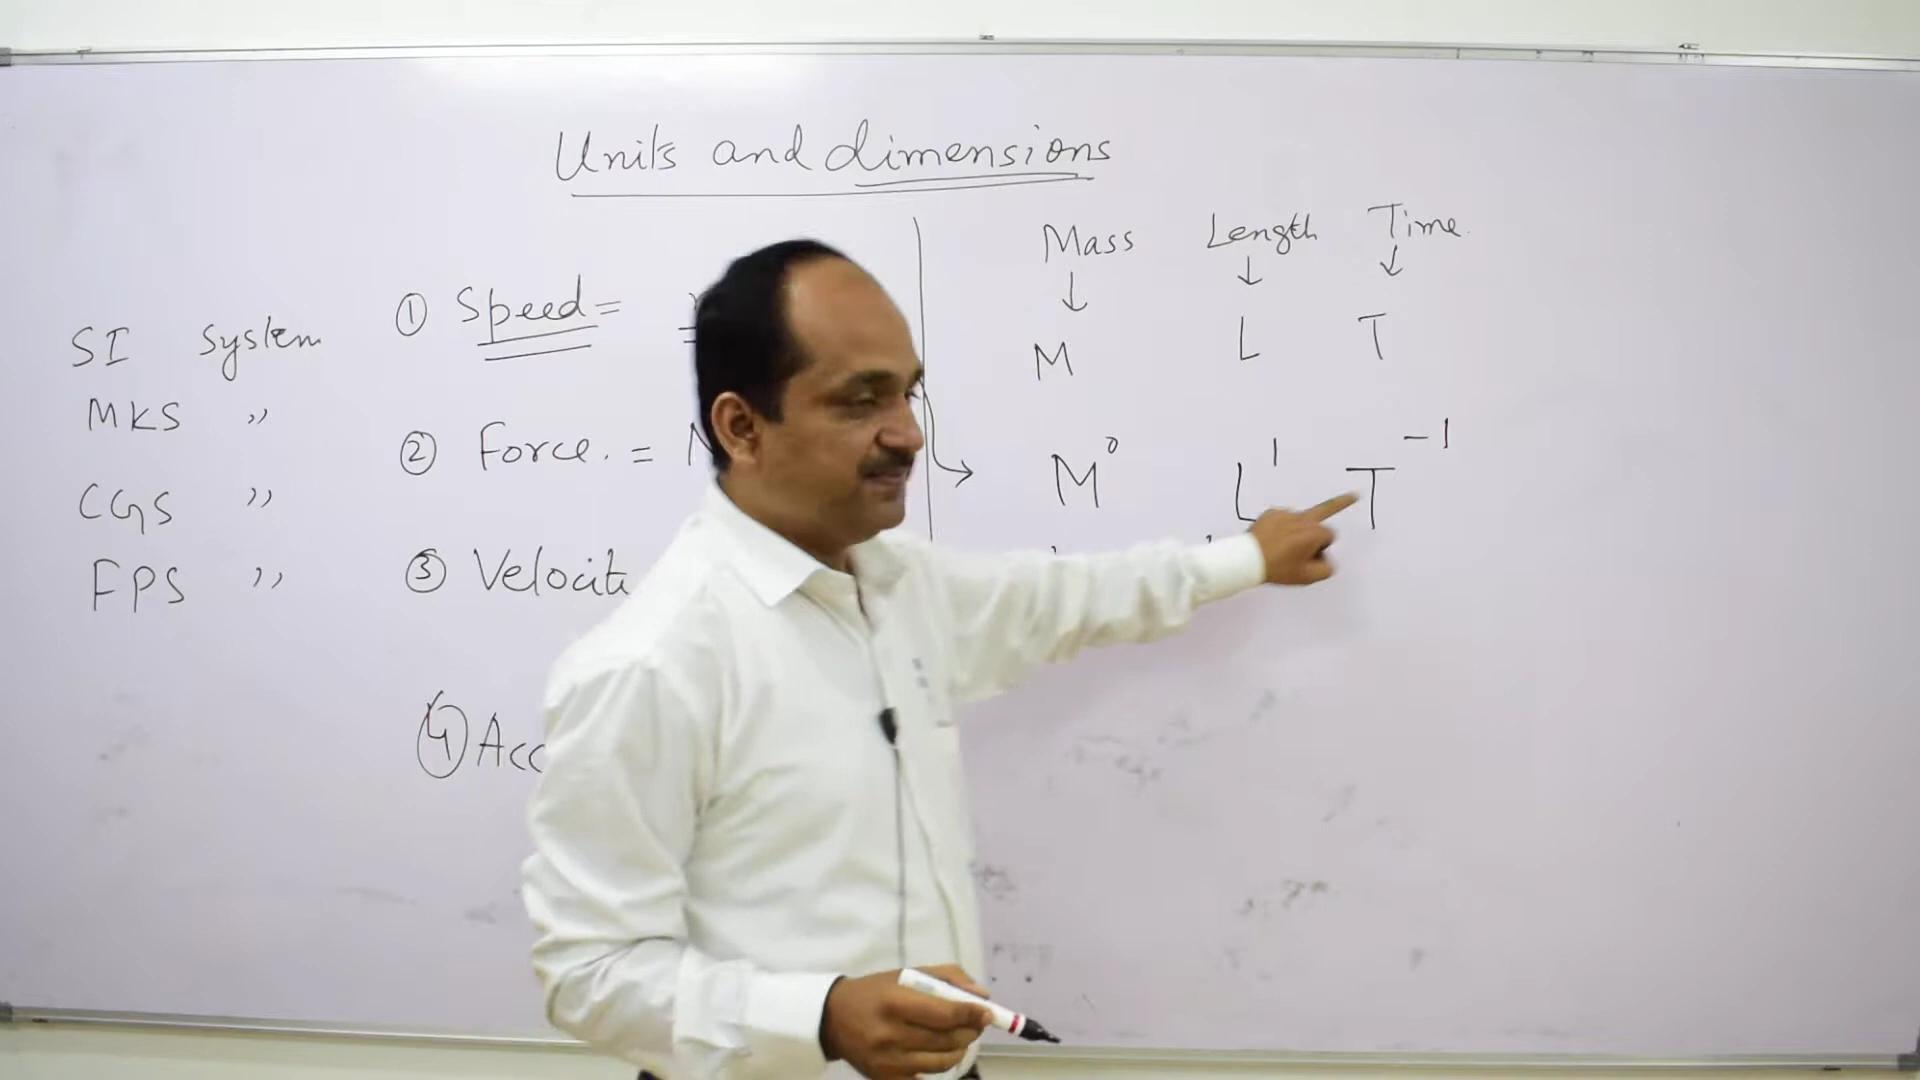 Units and dimensions
SI System
MKS ,,
CGS ,,
FPS ,,
① Speed =
② Force. =
③ Velocit
④ Acc
Mass Length Time.
↓ ↓ ↓
M L T
→ M⁰ L¹ T⁻¹